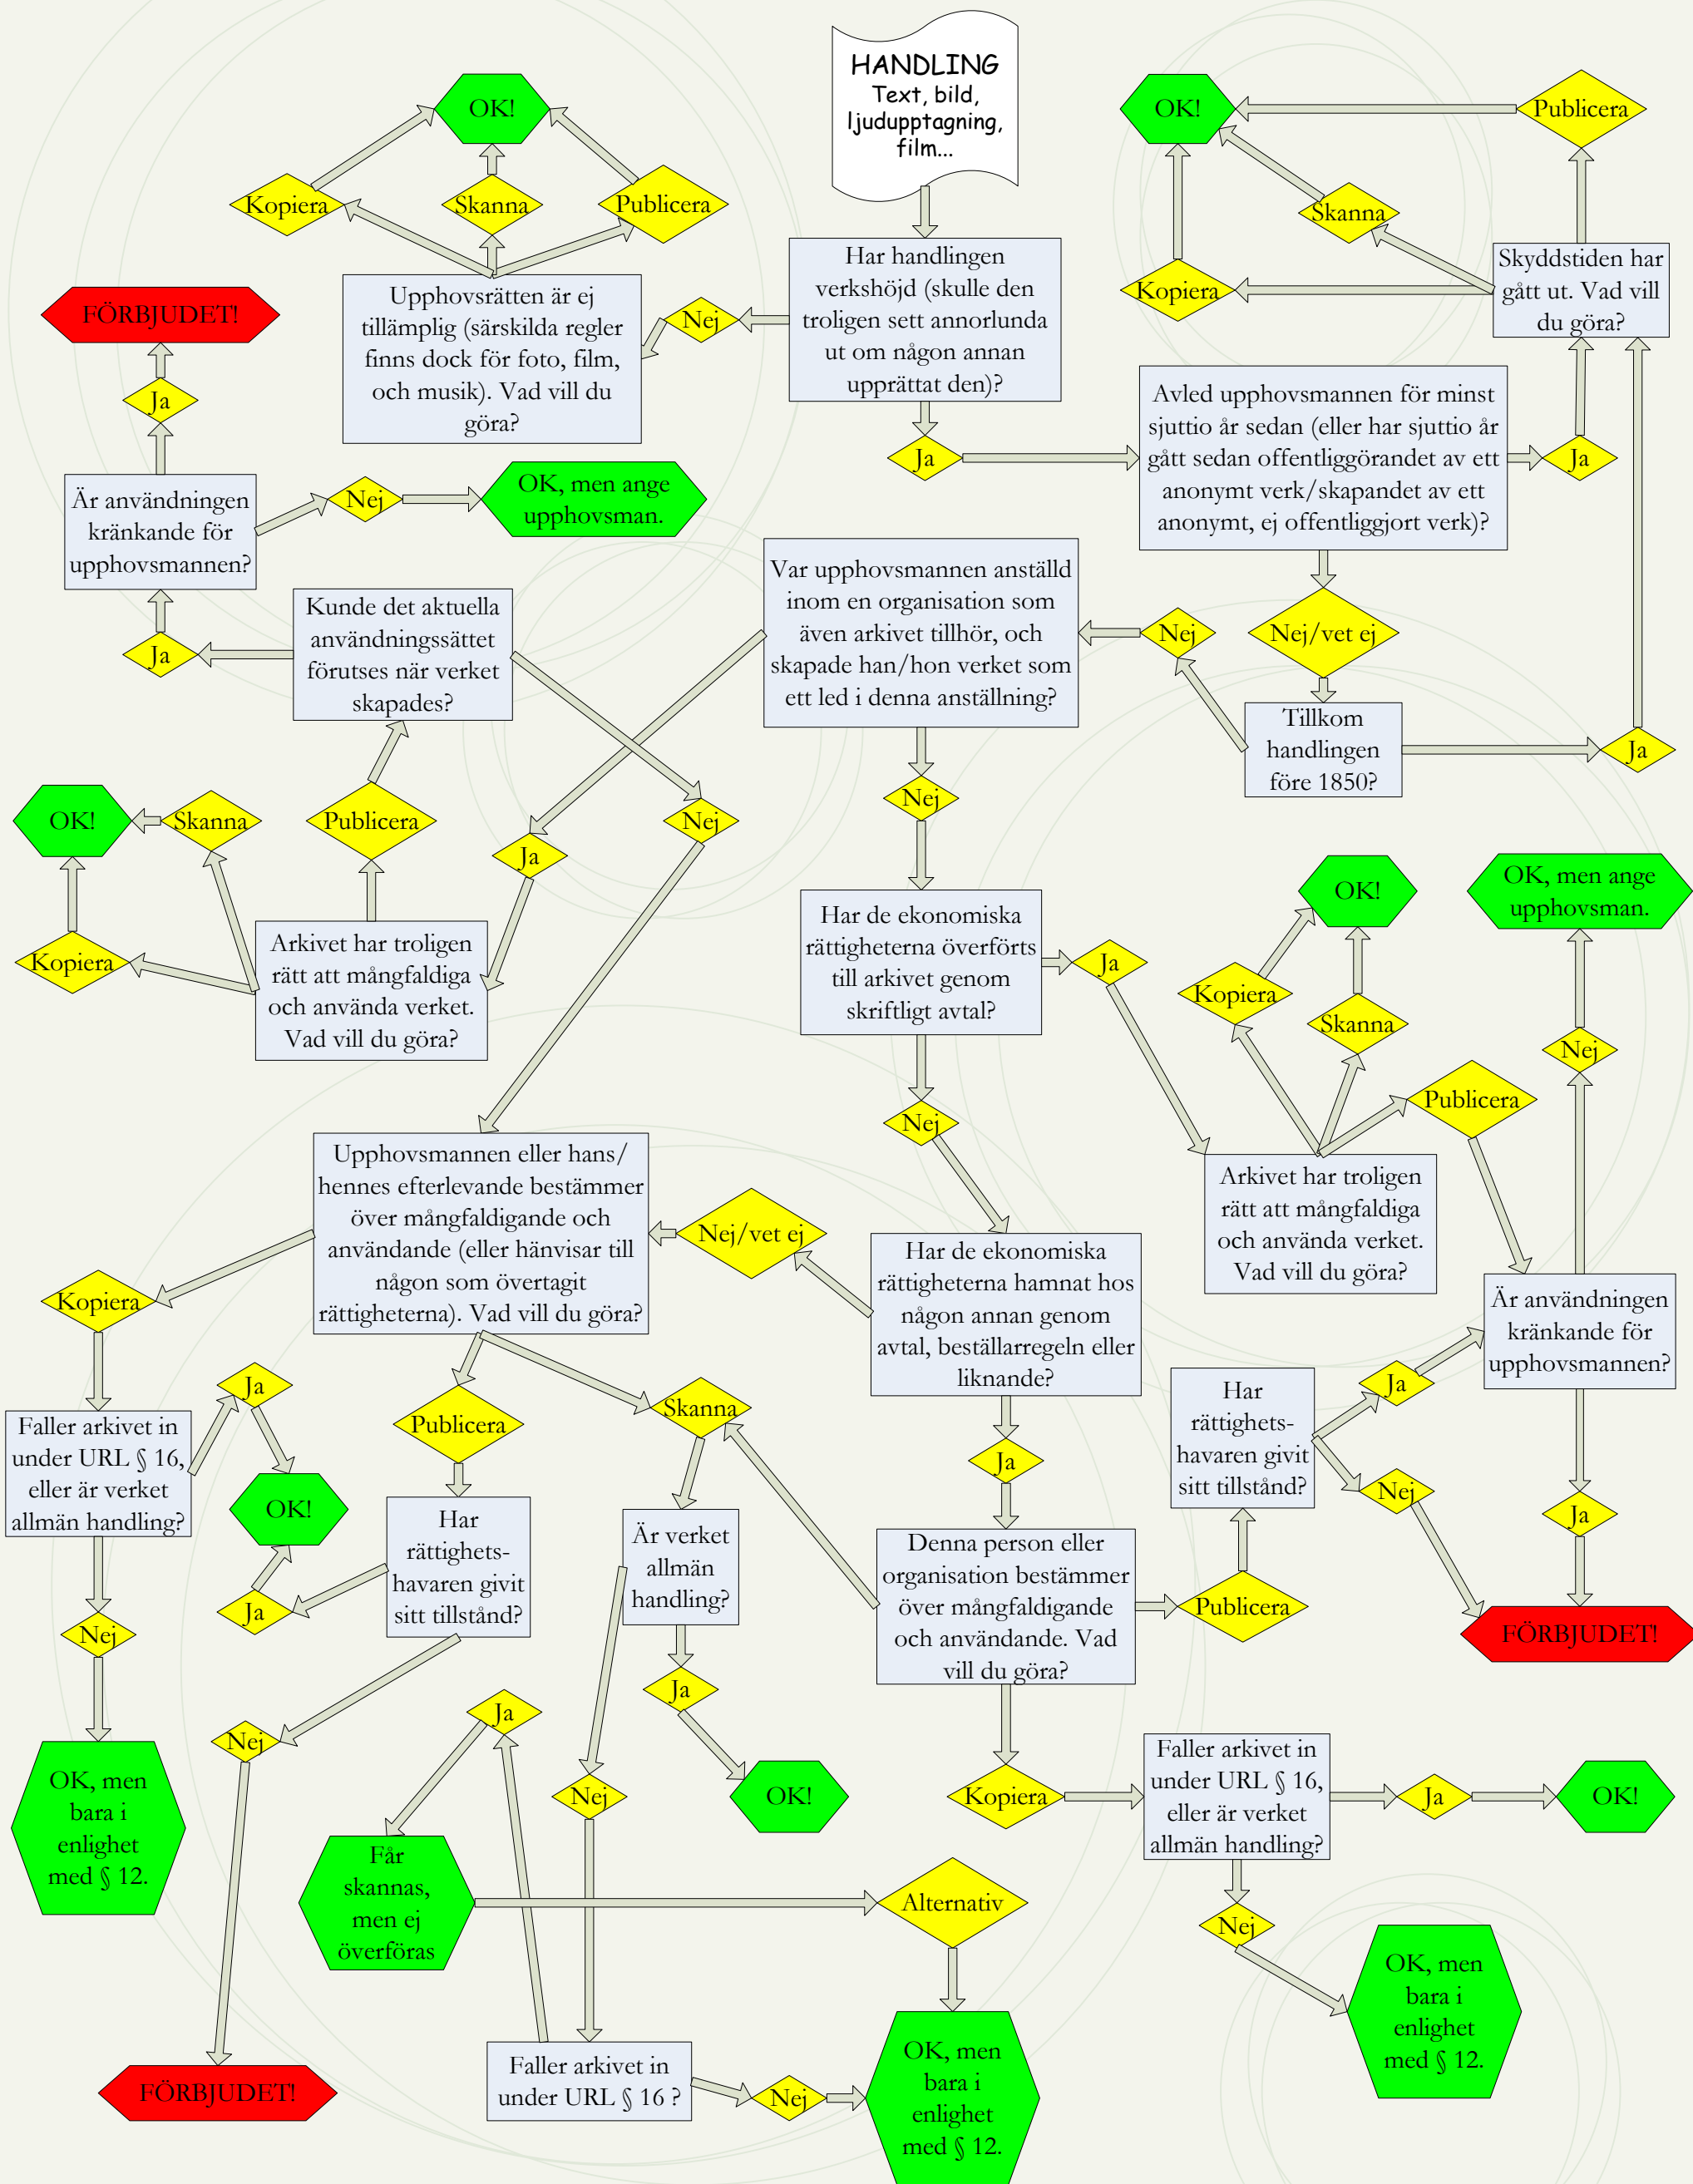 HANDLING
Text, bild,
ljudupptagning,
film...
OK!
Kopiera
Skanna
Publicera
Upphovsrätten är ej
tillämplig (särskilda regler
finns dock för foto, film,
och musik). Vad vill du
göra?
Nej
Har handlingen
verkshöjd (skulle den
troligen sett annorlunda
ut om någon annan
upprättat den)?
Ja
OK!
Publicera
Skanna
Kopiera
Skyddstiden har
gått ut. Vad vill
du göra?
Avled upphovsmannen för minst
sjuttio år sedan (eller har sjuttio år
gått sedan offentliggörandet av ett
anonymt verk/skapandet av ett
anonymt, ej offentliggjort verk)?
Ja
Nej/vet ej
Tillkom
handlingen
före 1850?
Ja
Nej
FÖRBJUDET!
Ja
Är användningen
kränkande för
upphovsmannen?
Nej
OK, men ange
upphovsman.
Ja
Kunde det aktuella
användningssättet
förutses när verket
skapades?
Var upphovsmannen anställd
inom en organisation som
även arkivet tillhör, och
skapade han/hon verket som
ett led i denna anställning?
Nej
OK!
Skanna
Publicera
Nej
Ja
Kopiera
Arkivet har troligen
rätt att mångfaldiga
och använda verket.
Vad vill du göra?
Har de ekonomiska
rättigheterna överförts
till arkivet genom
skriftligt avtal?
Ja
Nej
OK!
OK, men ange
upphovsman.
Kopiera
Skanna
Nej
Publicera
Arkivet har troligen
rätt att mångfaldiga
och använda verket.
Vad vill du göra?
Är användningen
kränkande för
upphovsmannen?
Upphovsmannen eller hans/
hennes efterlevande bestämmer
över mångfaldigande och
användande (eller hänvisar till
någon som övertagit
rättigheterna). Vad vill du göra?
Nej/vet ej
Har de ekonomiska
rättigheterna hamnat hos
någon annan genom
avtal, beställarregeln eller
liknande?
Kopiera
Ja
Faller arkivet in
under URL § 16,
eller är verket
allmän handling?
OK!
Ja
Publicera
Skanna
Har
rättighets-
havaren givit
sitt tillstånd?
Är verket
allmän
handling?
Ja
Denna person eller
organisation bestämmer
över mångfaldigande
och användande. Vad
vill du göra?
Publicera
Har
rättighets-
havaren givit
sitt tillstånd?
Ja
Nej
Ja
FÖRBJUDET!
Nej
Nej
Ja
Ja
Nej
OK!
OK, men
bara i
enlighet
med § 12.
Får
skannas,
men ej
överföras
Alternativ
Kopiera
Faller arkivet in
under URL § 16,
eller är verket
allmän handling?
Ja
OK!
Nej
OK, men
bara i
enlighet
med § 12.
FÖRBJUDET!
Faller arkivet in
under URL § 16 ?
Nej
OK, men
bara i
enlighet
med § 12.